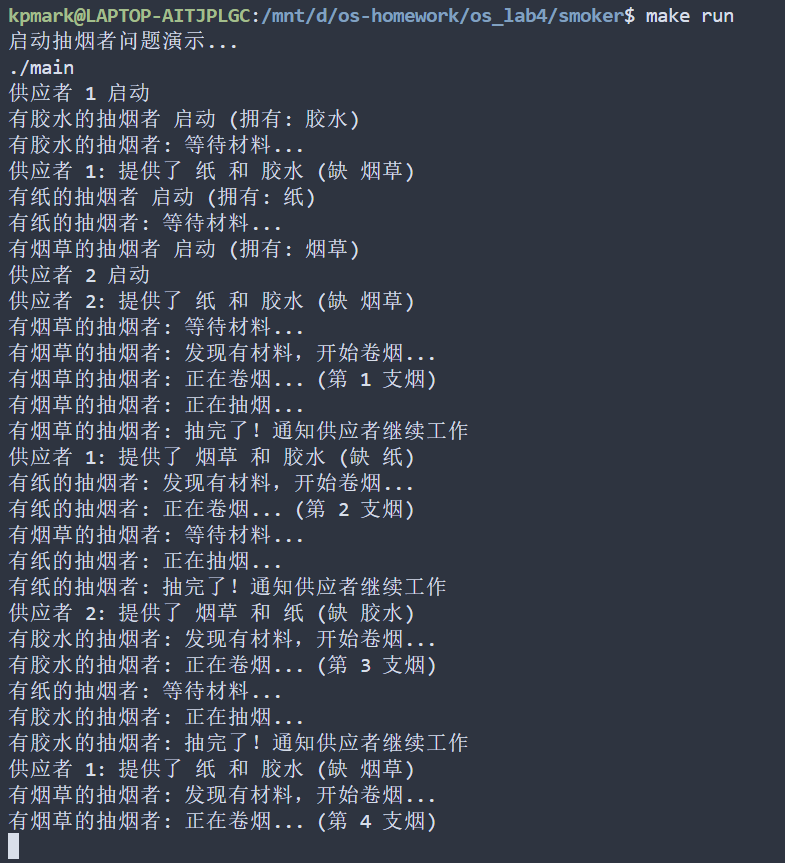 kpmark@LAPTOP-AITJPLGC:/mnt/d/os-homework/os_lab4/smoker$ make run
启动抽烟者问题演示...
./main
供应者 1 启动
有胶水的抽烟者 启动 (拥有: 胶水)
有胶水的抽烟者: 等待材料...
供应者 1: 提供了 纸 和 胶水 (缺 烟草)
有纸的抽烟者 启动 (拥有: 纸)
有纸的抽烟者: 等待材料...
有烟草的抽烟者 启动 (拥有: 烟草)
供应者 2 启动
供应者 2: 提供了 纸 和 胶水 (缺 烟草)
有烟草的抽烟者: 等待材料...
有烟草的抽烟者: 发现有材料，开始卷烟...
有烟草的抽烟者: 正在卷烟... (第 1 支烟)
有烟草的抽烟者: 正在抽烟...
有烟草的抽烟者: 抽完了！通知供应者继续工作
供应者 1: 提供了 烟草 和 胶水 (缺 纸)
有纸的抽烟者: 发现有材料，开始卷烟...
有纸的抽烟者: 正在卷烟... (第 2 支烟)
有烟草的抽烟者: 等待材料...
有纸的抽烟者: 正在抽烟...
有纸的抽烟者: 抽完了！通知供应者继续工作
供应者 2: 提供了 烟草 和 纸 (缺 胶水)
有胶水的抽烟者: 发现有材料，开始卷烟...
有胶水的抽烟者: 正在卷烟... (第 3 支烟)
有纸的抽烟者: 等待材料...
有胶水的抽烟者: 正在抽烟...
有胶水的抽烟者: 抽完了！通知供应者继续工作
供应者 1: 提供了 纸 和 胶水 (缺 烟草)
有烟草的抽烟者: 发现有材料，开始卷烟...
有烟草的抽烟者: 正在卷烟... (第 4 支烟)